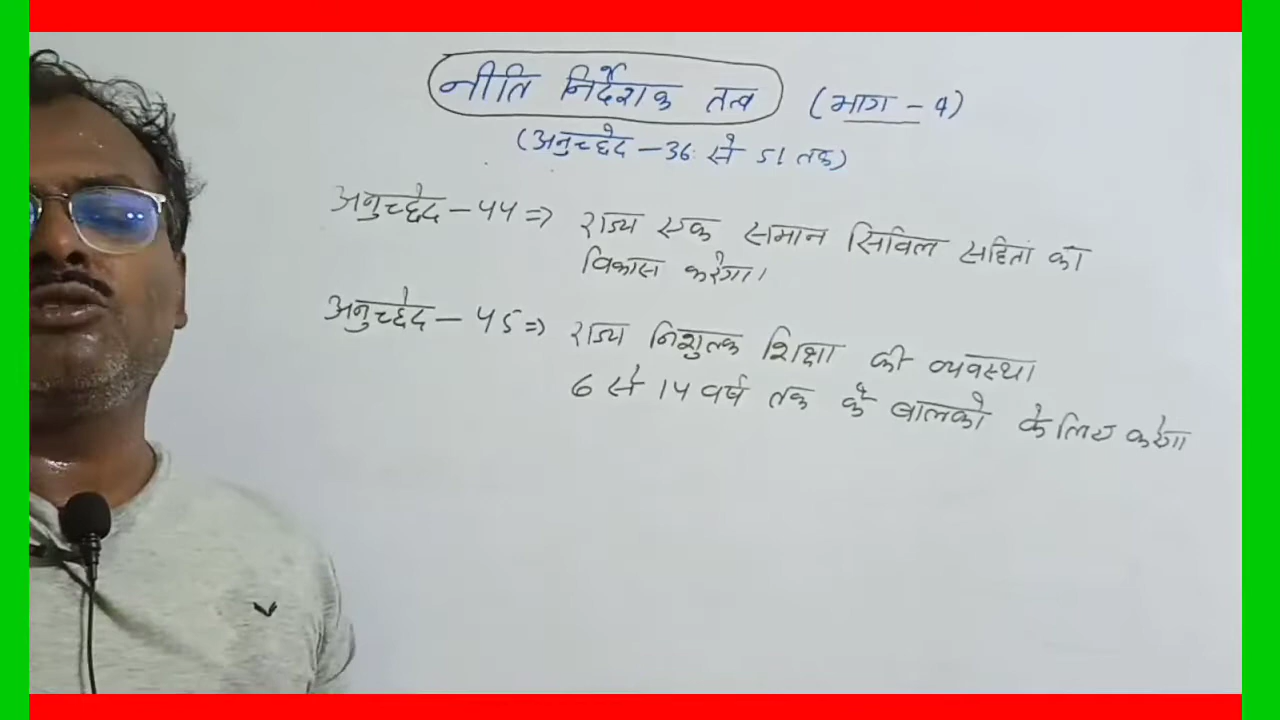 नीति निर्देशक तत्व (भाग - 4)
(अनुच्छेद - 36 से 51 तक)
अनुच्छेद - 44 => राज्य एक समान सिविल सहिता का
विकास करेगा।
अनुच्छेद - 45 => राज्य निशुल्क शिक्षा की व्यवस्था
6 से 14 वर्ष तक के बालको के लिए करेगा